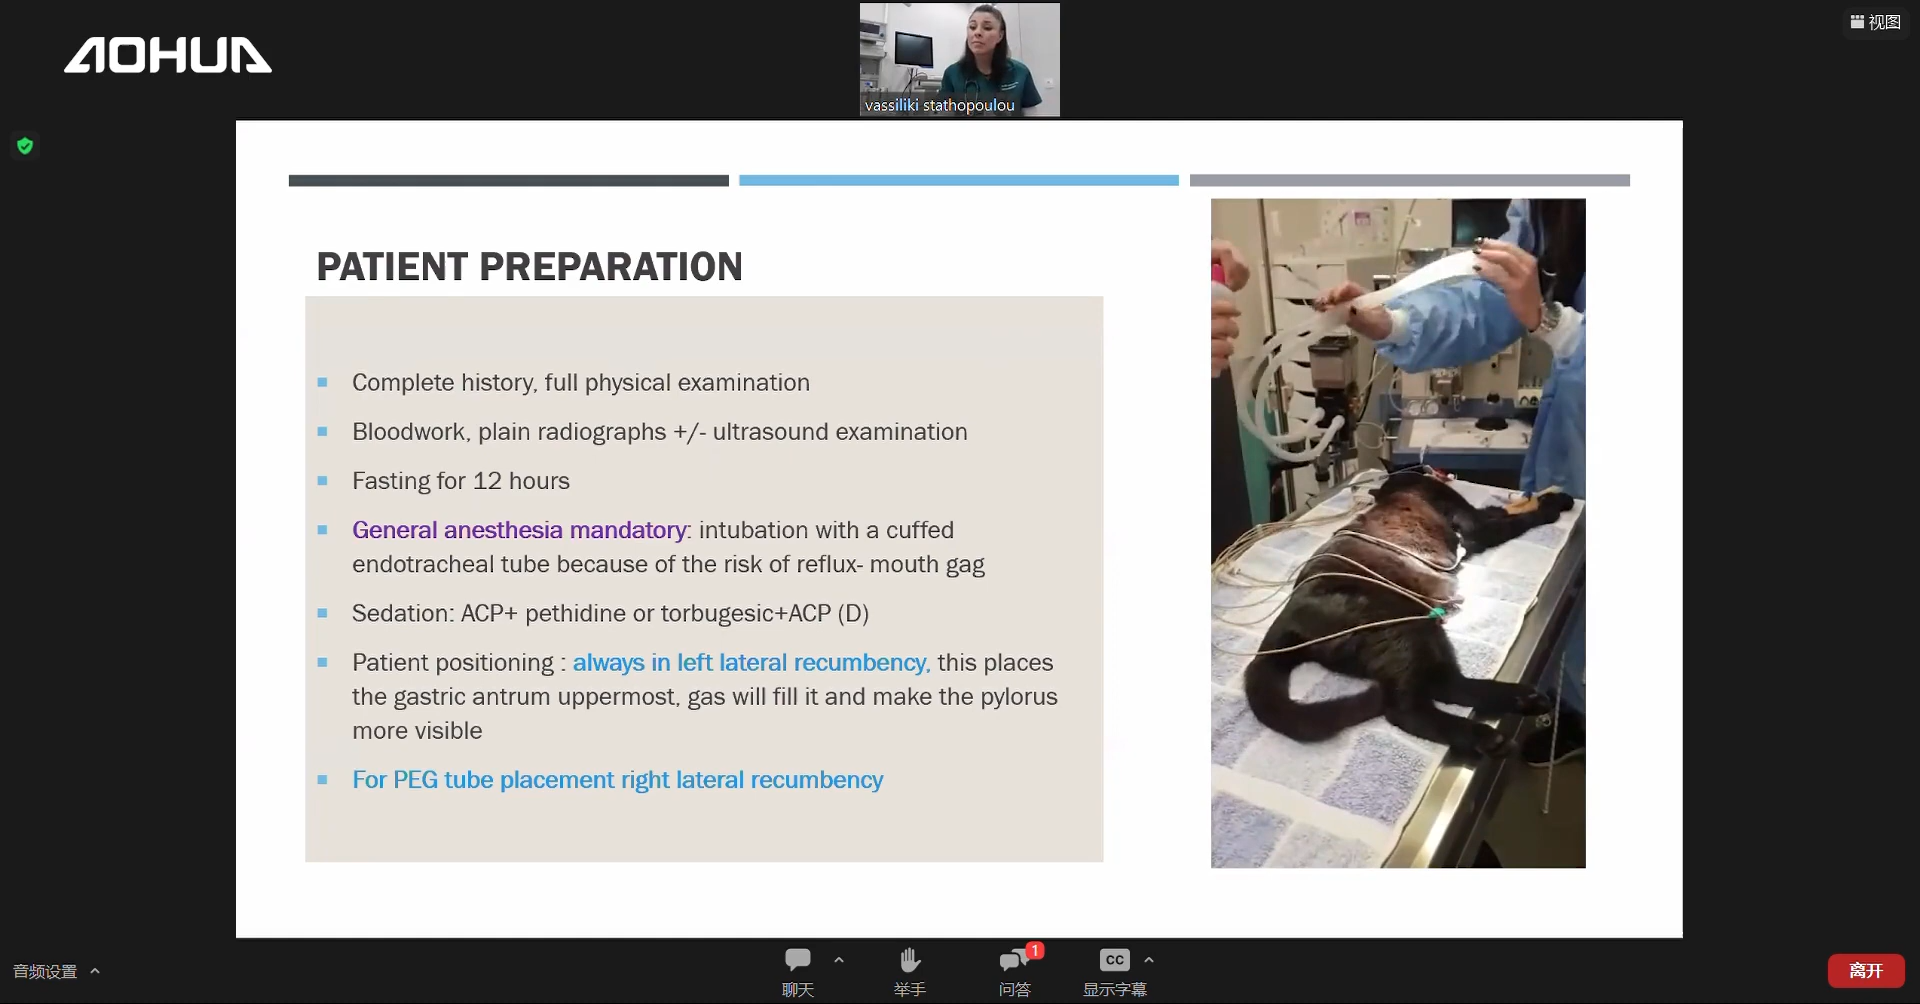 AOHUA
视图
vassiliki stathopoulou
PATIENT PREPARATION
Complete history, full physical examination
Bloodwork, plain radiographs +/- ultrasound examination
Fasting for 12 hours
General anesthesia mandatory: intubation with a cuffed
endotracheal tube because of the risk of reflux- mouth gag
Sedation: ACP+ pethidine or torbugesic+ACP (D)
Patient positioning : always in left lateral recumbency, this places
the gastric antrum uppermost, gas will fill it and make the pylorus
more visible
For PEG tube placement right lateral recumbency
音频设置
聊天
举手
1
问答
CC
显示字幕
离开